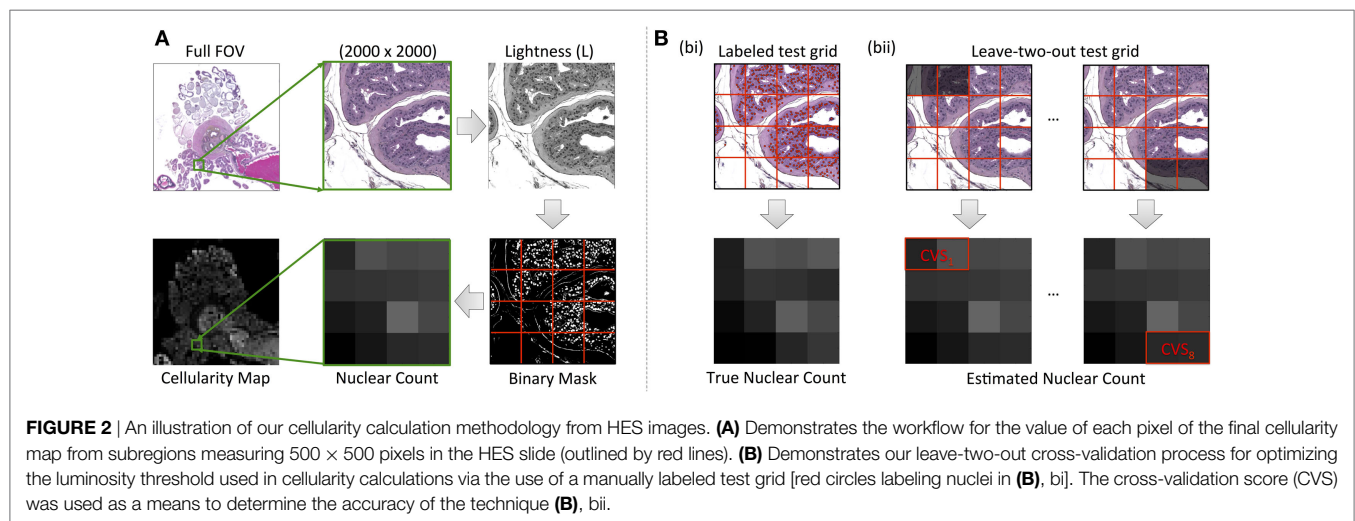 A
Full FOV
(2000 x 2000)
Lightness (L)
Cellularity Map
Nuclear Count
Binary Mask
B
(bi)
Labeled test grid
(bii)
Leave-two-out test grid
...
CVS1
...
CVS8
True Nuclear Count
Estimated Nuclear Count
FIGURE 2 | An illustration of our cellularity calculation methodology from HES images. (A) Demonstrates the workflow for the value of each pixel of the final cellularity
map from subregions measuring 500 × 500 pixels in the HES slide (outlined by red lines). (B) Demonstrates our leave-two-out cross-validation process for optimizing
the luminosity threshold used in cellularity calculations via the use of a manually labeled test grid [red circles labeling nuclei in (B), bi]. The cross-validation score (CVS)
was used as a means to determine the accuracy of the technique (B), bii.